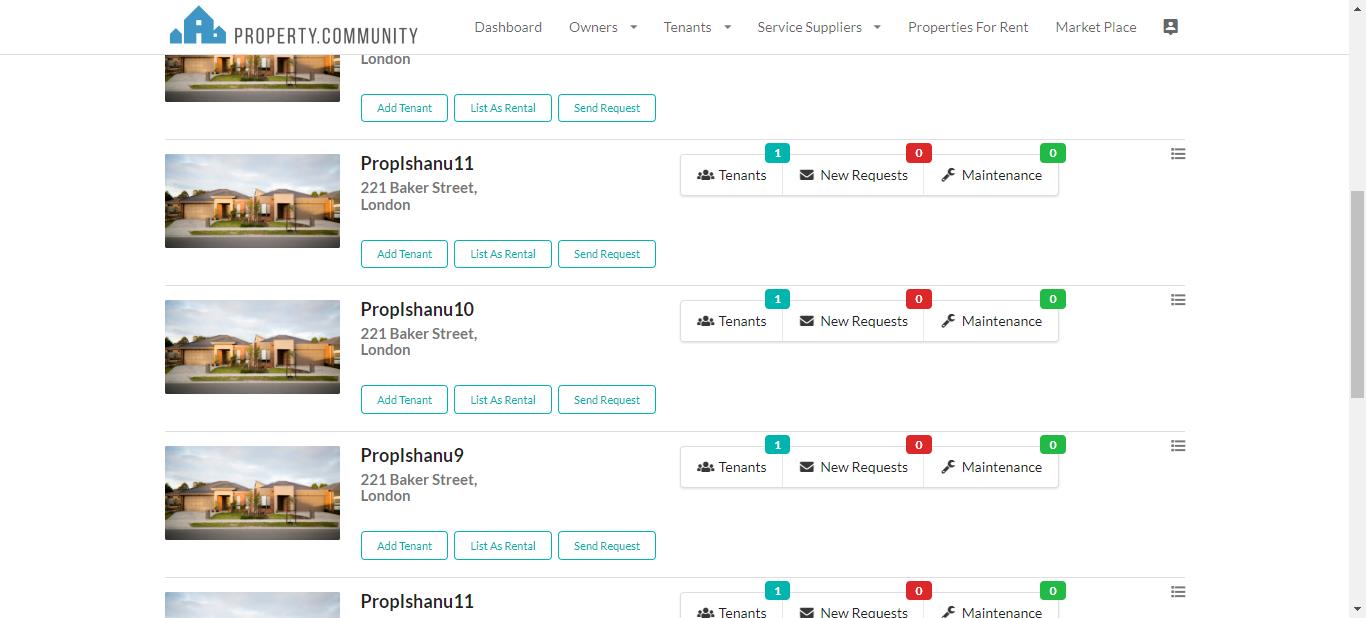 PROPERTY.COMMUNITY
Dashboard Owners Tenants Service Suppliers Properties For Rent Market Place
London
Add Tenant List As Rental Send Request
PropIshanu11
221 Baker Street,
London
1 0 0
Tenants New Requests Maintenance
Add Tenant List As Rental Send Request
PropIshanu10
221 Baker Street,
London
1 0 0
Tenants New Requests Maintenance
Add Tenant List As Rental Send Request
PropIshanu9
221 Baker Street,
London
1 0 0
Tenants New Requests Maintenance
Add Tenant List As Rental Send Request
PropIshanu11
1 0 0
Tenants New Requests Maintenance